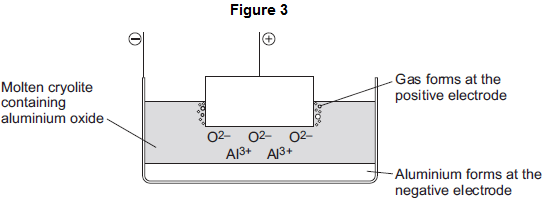 Figure 3
⊖
⊕
Molten cryolite
containing
aluminium oxide
Gas forms at the
positive electrode
O²⁻ O²⁻ O²⁻
Al³⁺ Al³⁺
Aluminium forms at the
negative electrode